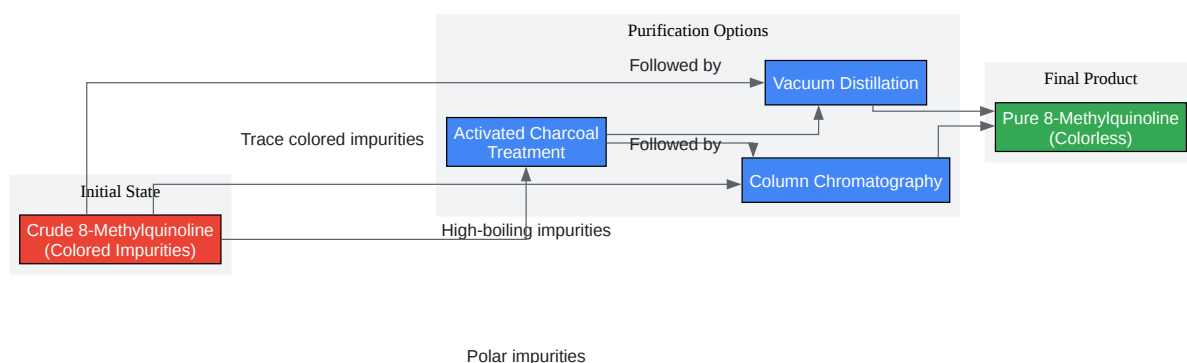 Purification Options
Followed by
Vacuum Distillation
Final Product
Pure 8-Methylquinoline
(Colorless)
Trace colored impurities
Activated Charcoal
Treatment
Followed by
Column Chromatography
Initial State
Crude 8-Methylquinoline
(Colored Impurities)
High-boiling impurities
Polar impurities